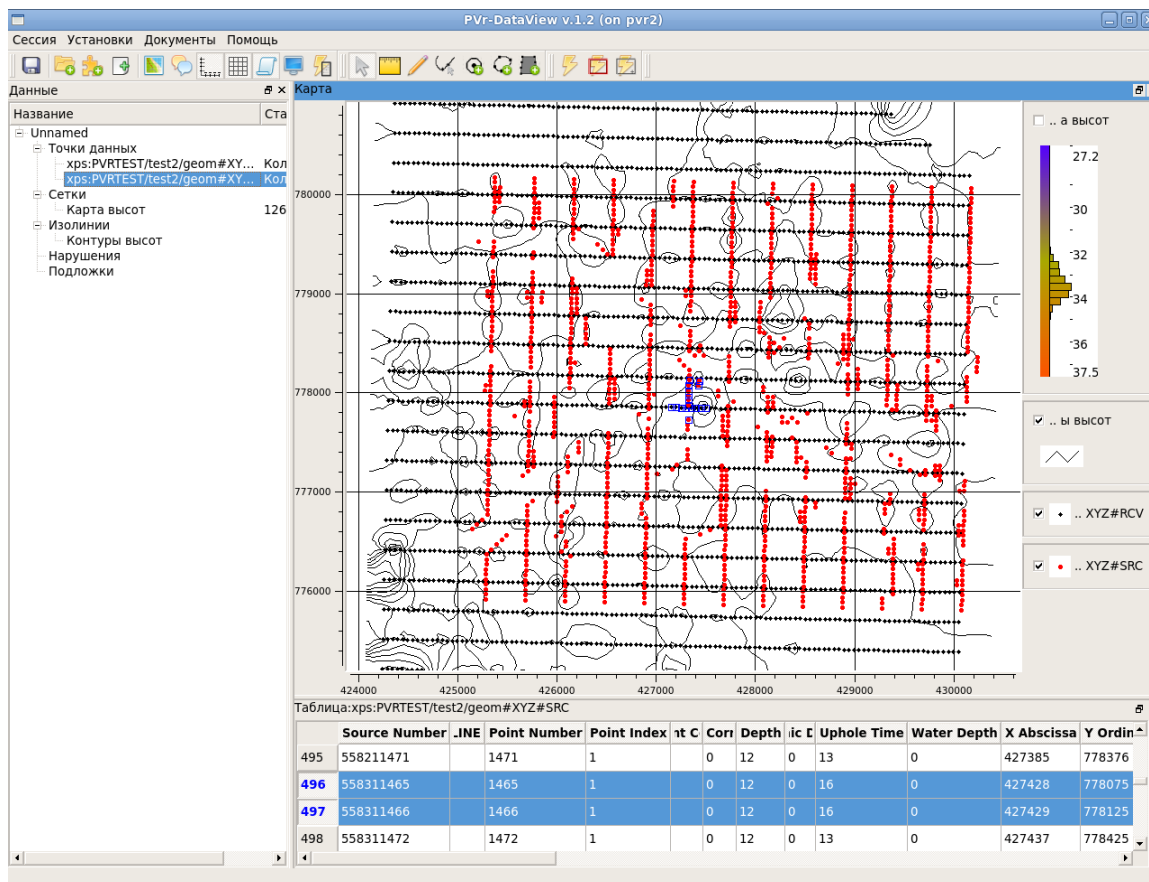 PVr-DataView v.1.2 (on pvr2)
Сессия Установки Документы Помощь
Данные
Название Ста
Unnamed
Точки данных
xps:PVRTEST/test2/geom#XY... Кол
xps:PVRTEST/test2/geom#XY... Кол
Сетки
Карта высот 126
Изолинии
Контуры высот
Нарушения
Подложки
Карта
780000
779000
778000
777000
776000
424000 425000 426000 427000 428000 429000 430000
.. а высот
27.2
-
-30
-
-32
-
-34
-
-36
-
-37.5
.. ы высот
.. XYZ#RCV
.. XYZ#SRC
Таблица:xps:PVRTEST/test2/geom#XYZ#SRC
Source Number .INE Point Number Point Index nt C Corr Depth ic D Uphole Time Water Depth X Abscissa Y Ordin
495 558211471 1471 1 0 12 0 13 0 427385 778376
496 558311465 1465 1 0 12 0 16 0 427428 778075
497 558311466 1466 1 0 12 0 16 0 427429 778125
498 558311472 1472 1 0 12 0 13 0 427437 778425